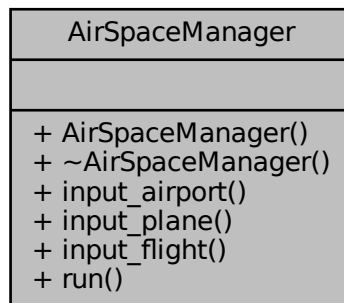 AirSpaceManager
+ AirSpaceManager()
+ ~AirSpaceManager()
+ input_airport()
+ input_plane()
+ input_flight()
+ run()